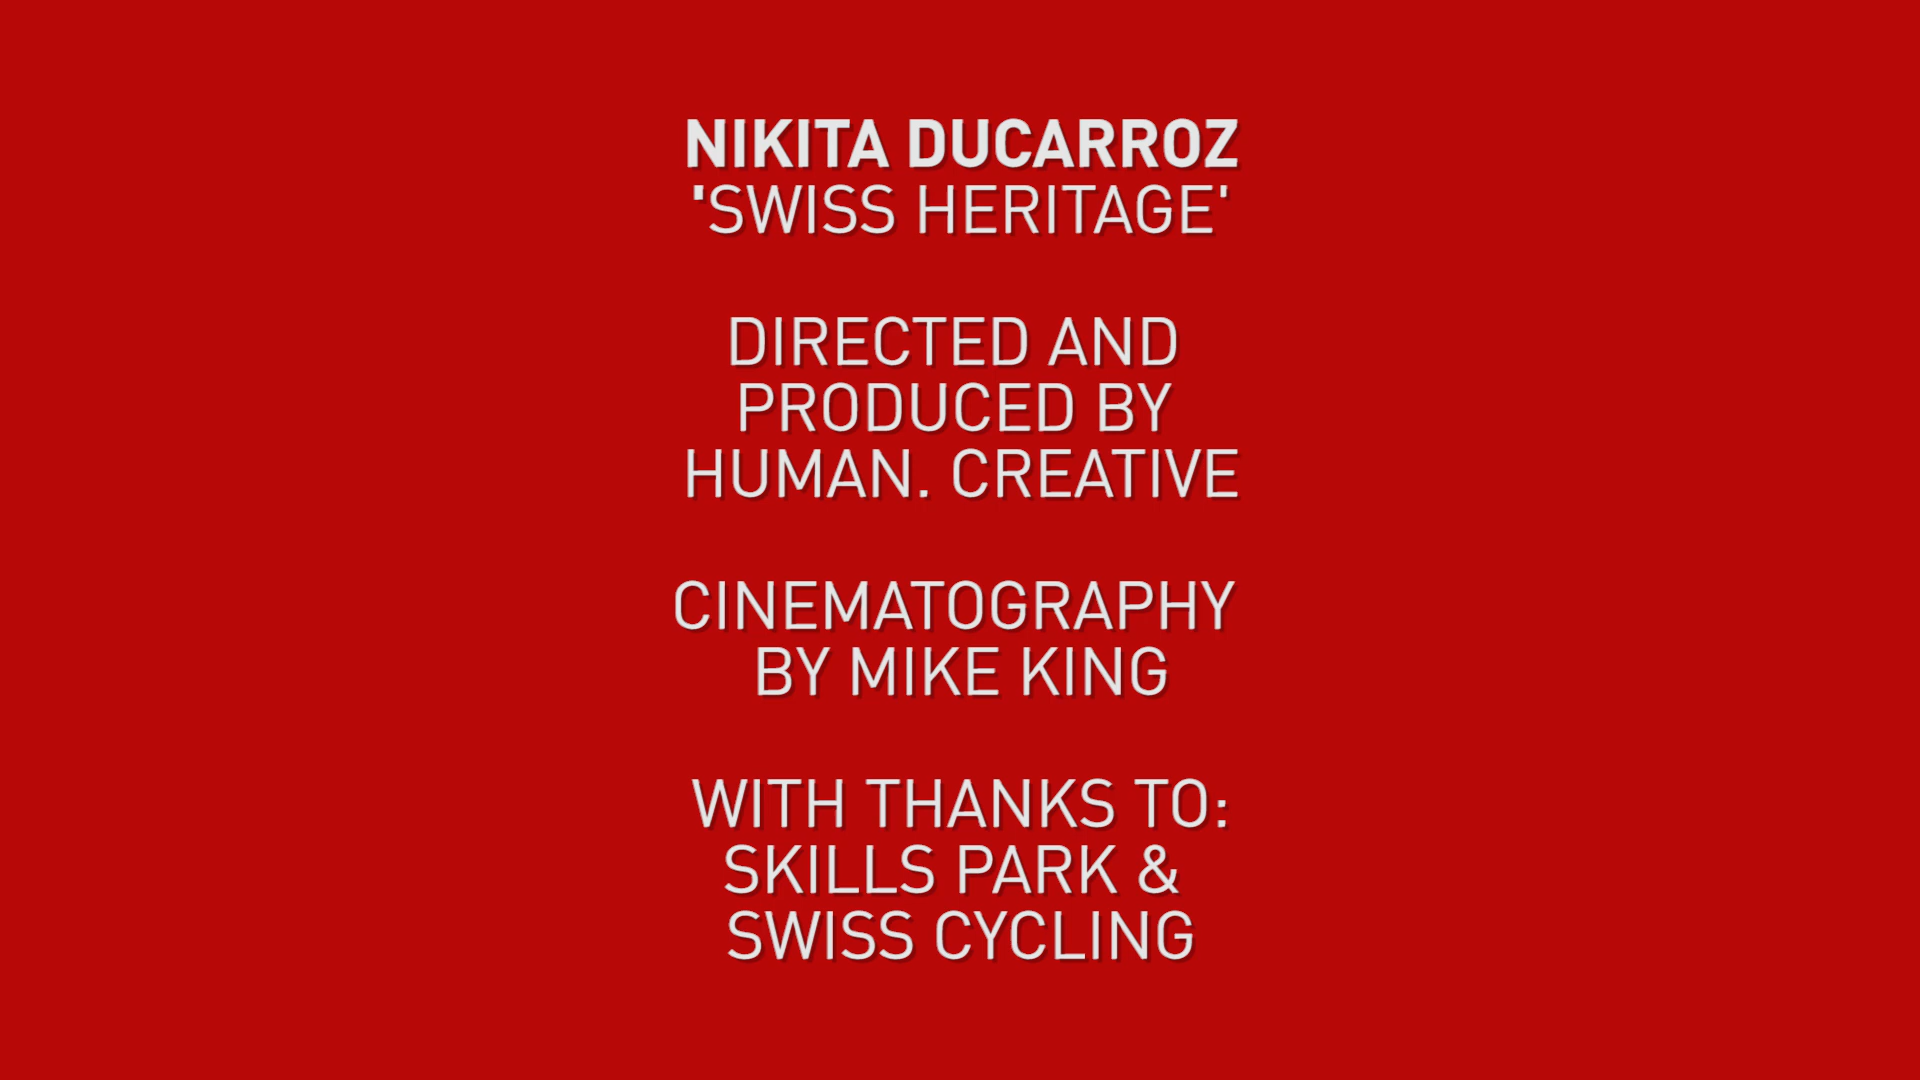 NIKITA DUCARROZ
'SWISS HERITAGE'
DIRECTED AND
PRODUCED BY
HUMAN. CREATIVE
CINEMATOGRAPHY
BY MIKE KING
WITH THANKS TO:
SKILLS PARK &
SWISS CYCLING